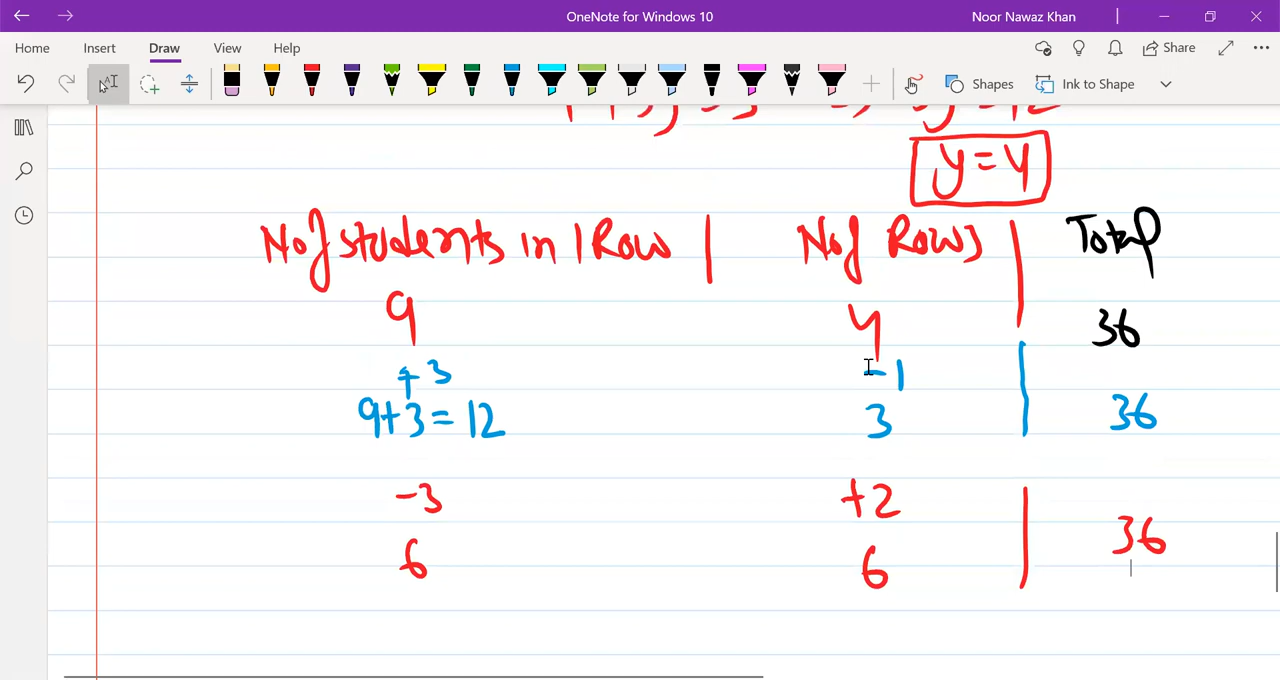 OneNote for Windows 10
Noor Nawaz Khan
Home Insert Draw View Help Share
Shapes Ink to Shape
y = 4
No of students in 1 Row | No of Rows | Total
9 4 36
+3 -1
9+3 = 12 3 36
-3 +2
6 6 36